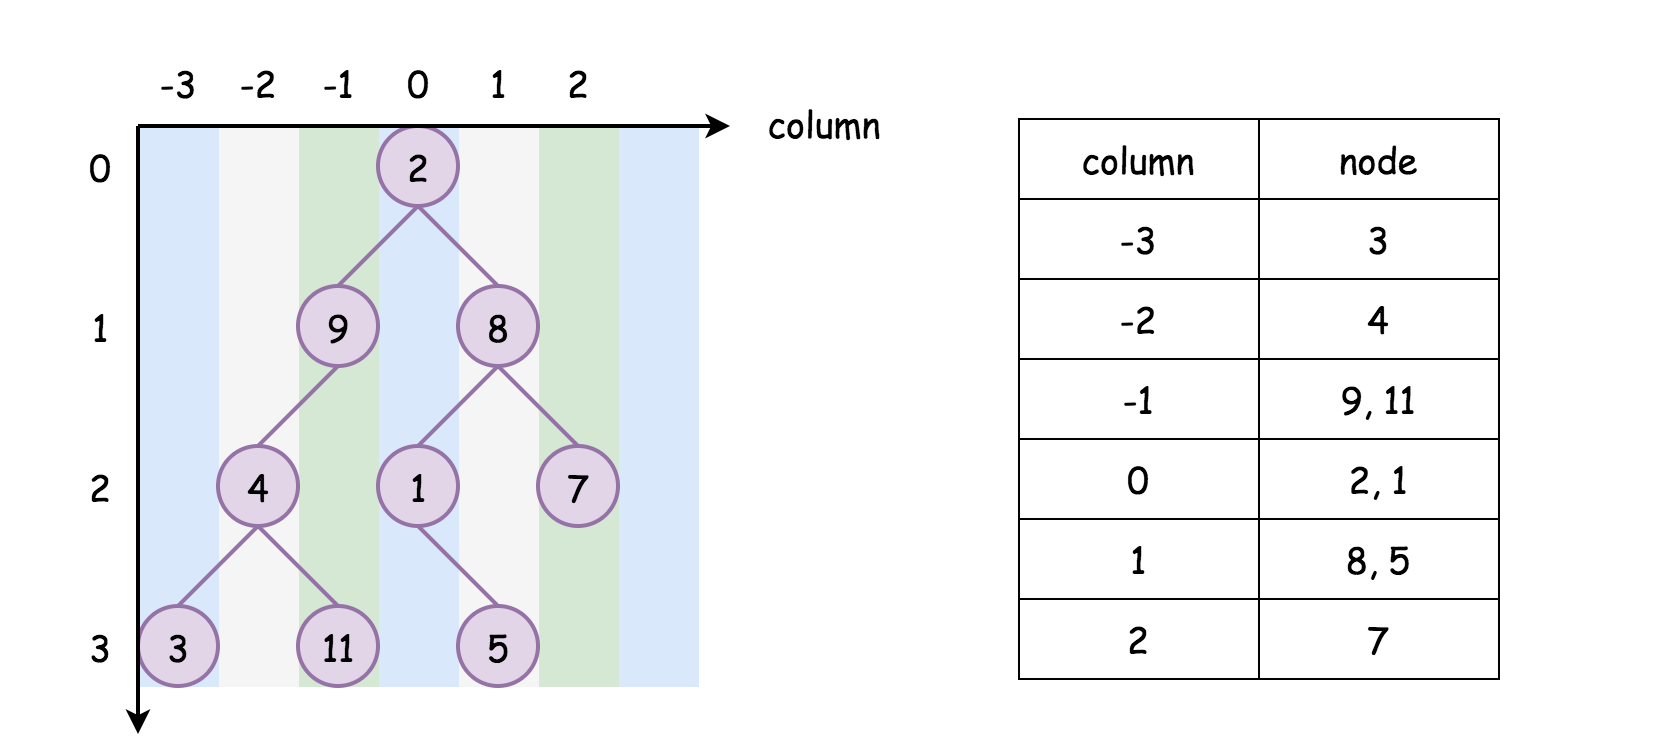 -3 -2 -1 0 1 2
column
0 2
1 9 8
2 4 1 7
3 3 11 5
column node
-3 3
-2 4
-1 9, 11
0 2, 1
1 8, 5
2 7